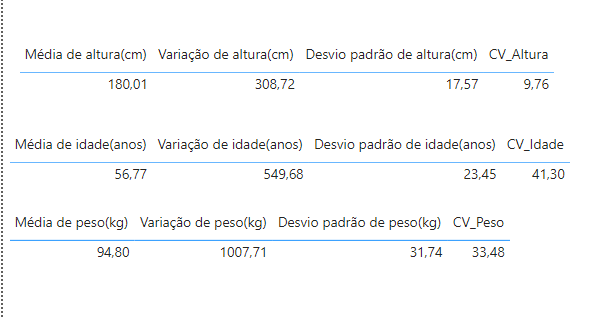 Média de altura(cm) Variação de altura(cm) Desvio padrão de altura(cm) CV_Altura
180,01 308,72 17,57 9,76
Média de idade(anos) Variação de idade(anos) Desvio padrão de idade(anos) CV_Idade
56,77 549,68 23,45 41,30
Média de peso(kg) Variação de peso(kg) Desvio padrão de peso(kg) CV_Peso
94,80 1007,71 31,74 33,48